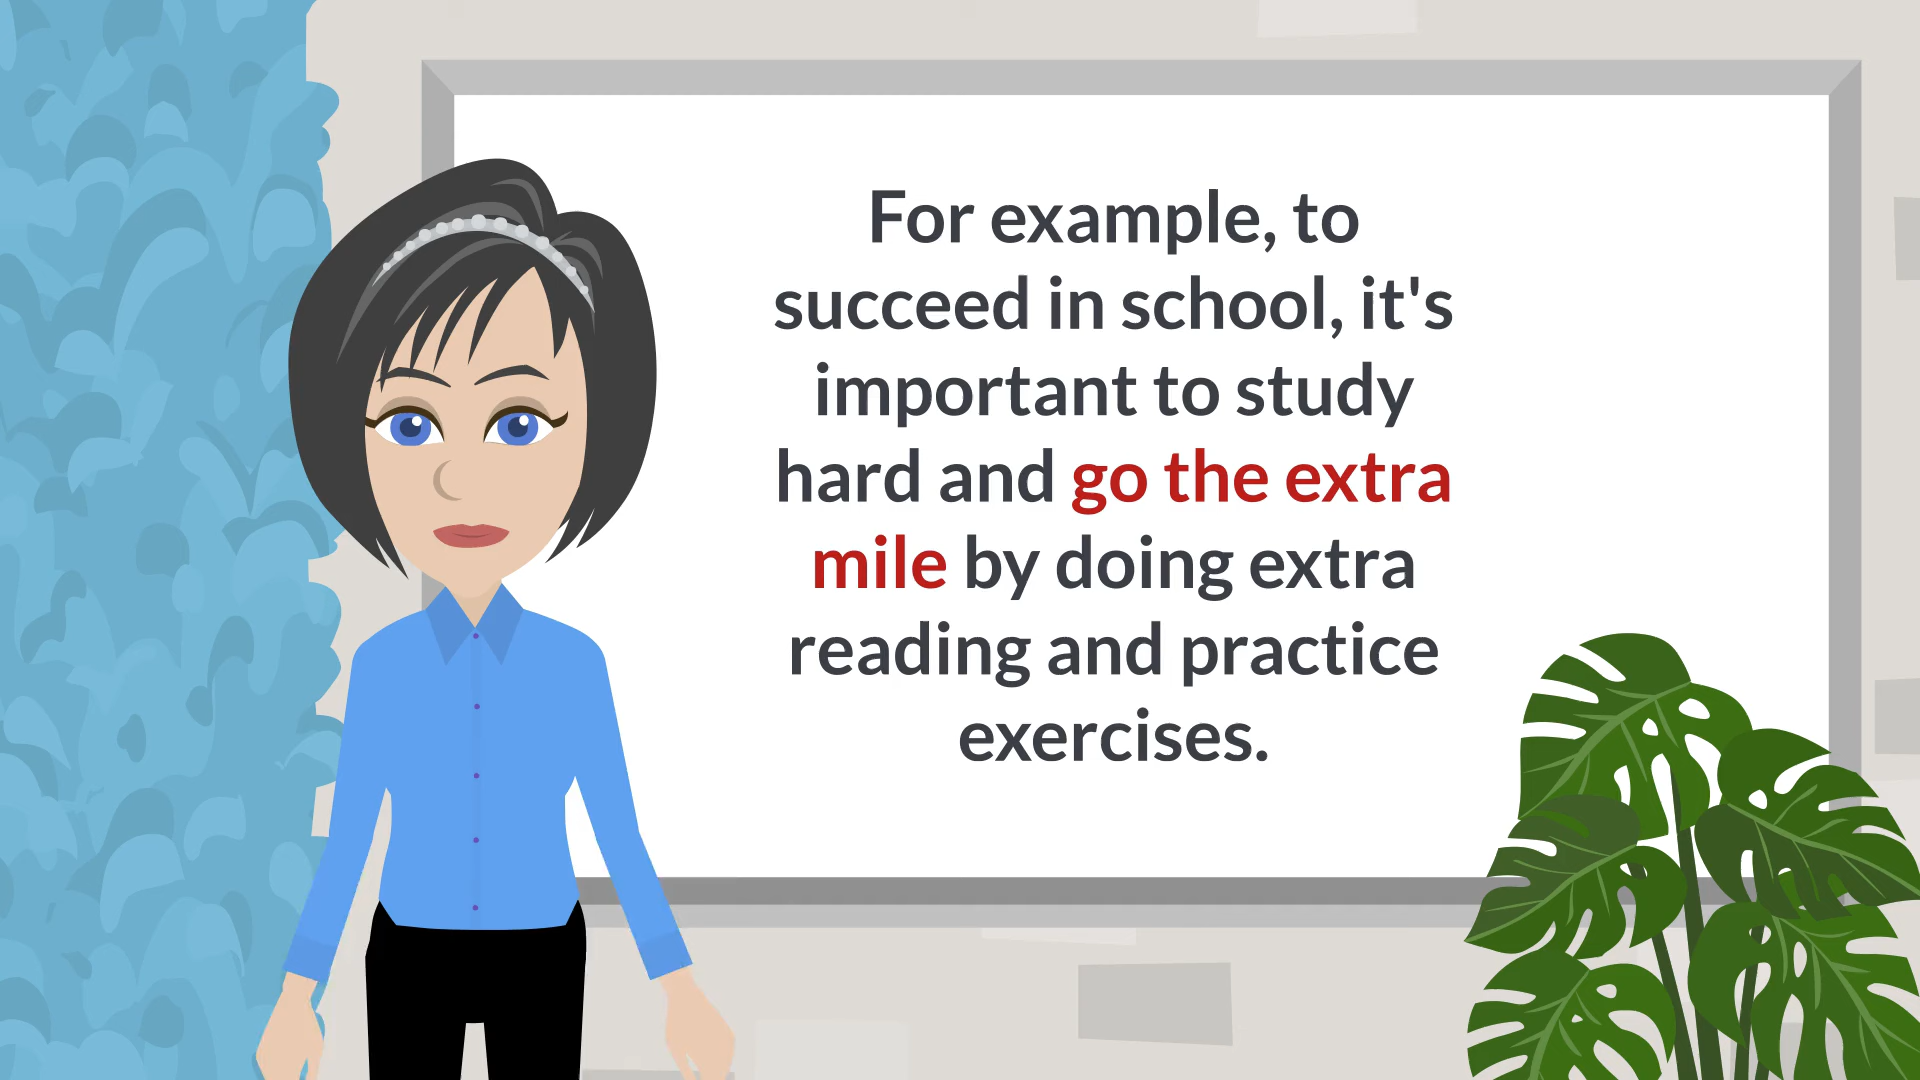 For example, to
succeed in school, it's
important to study
hard and go the extra
mile by doing extra
reading and practice
exercises.